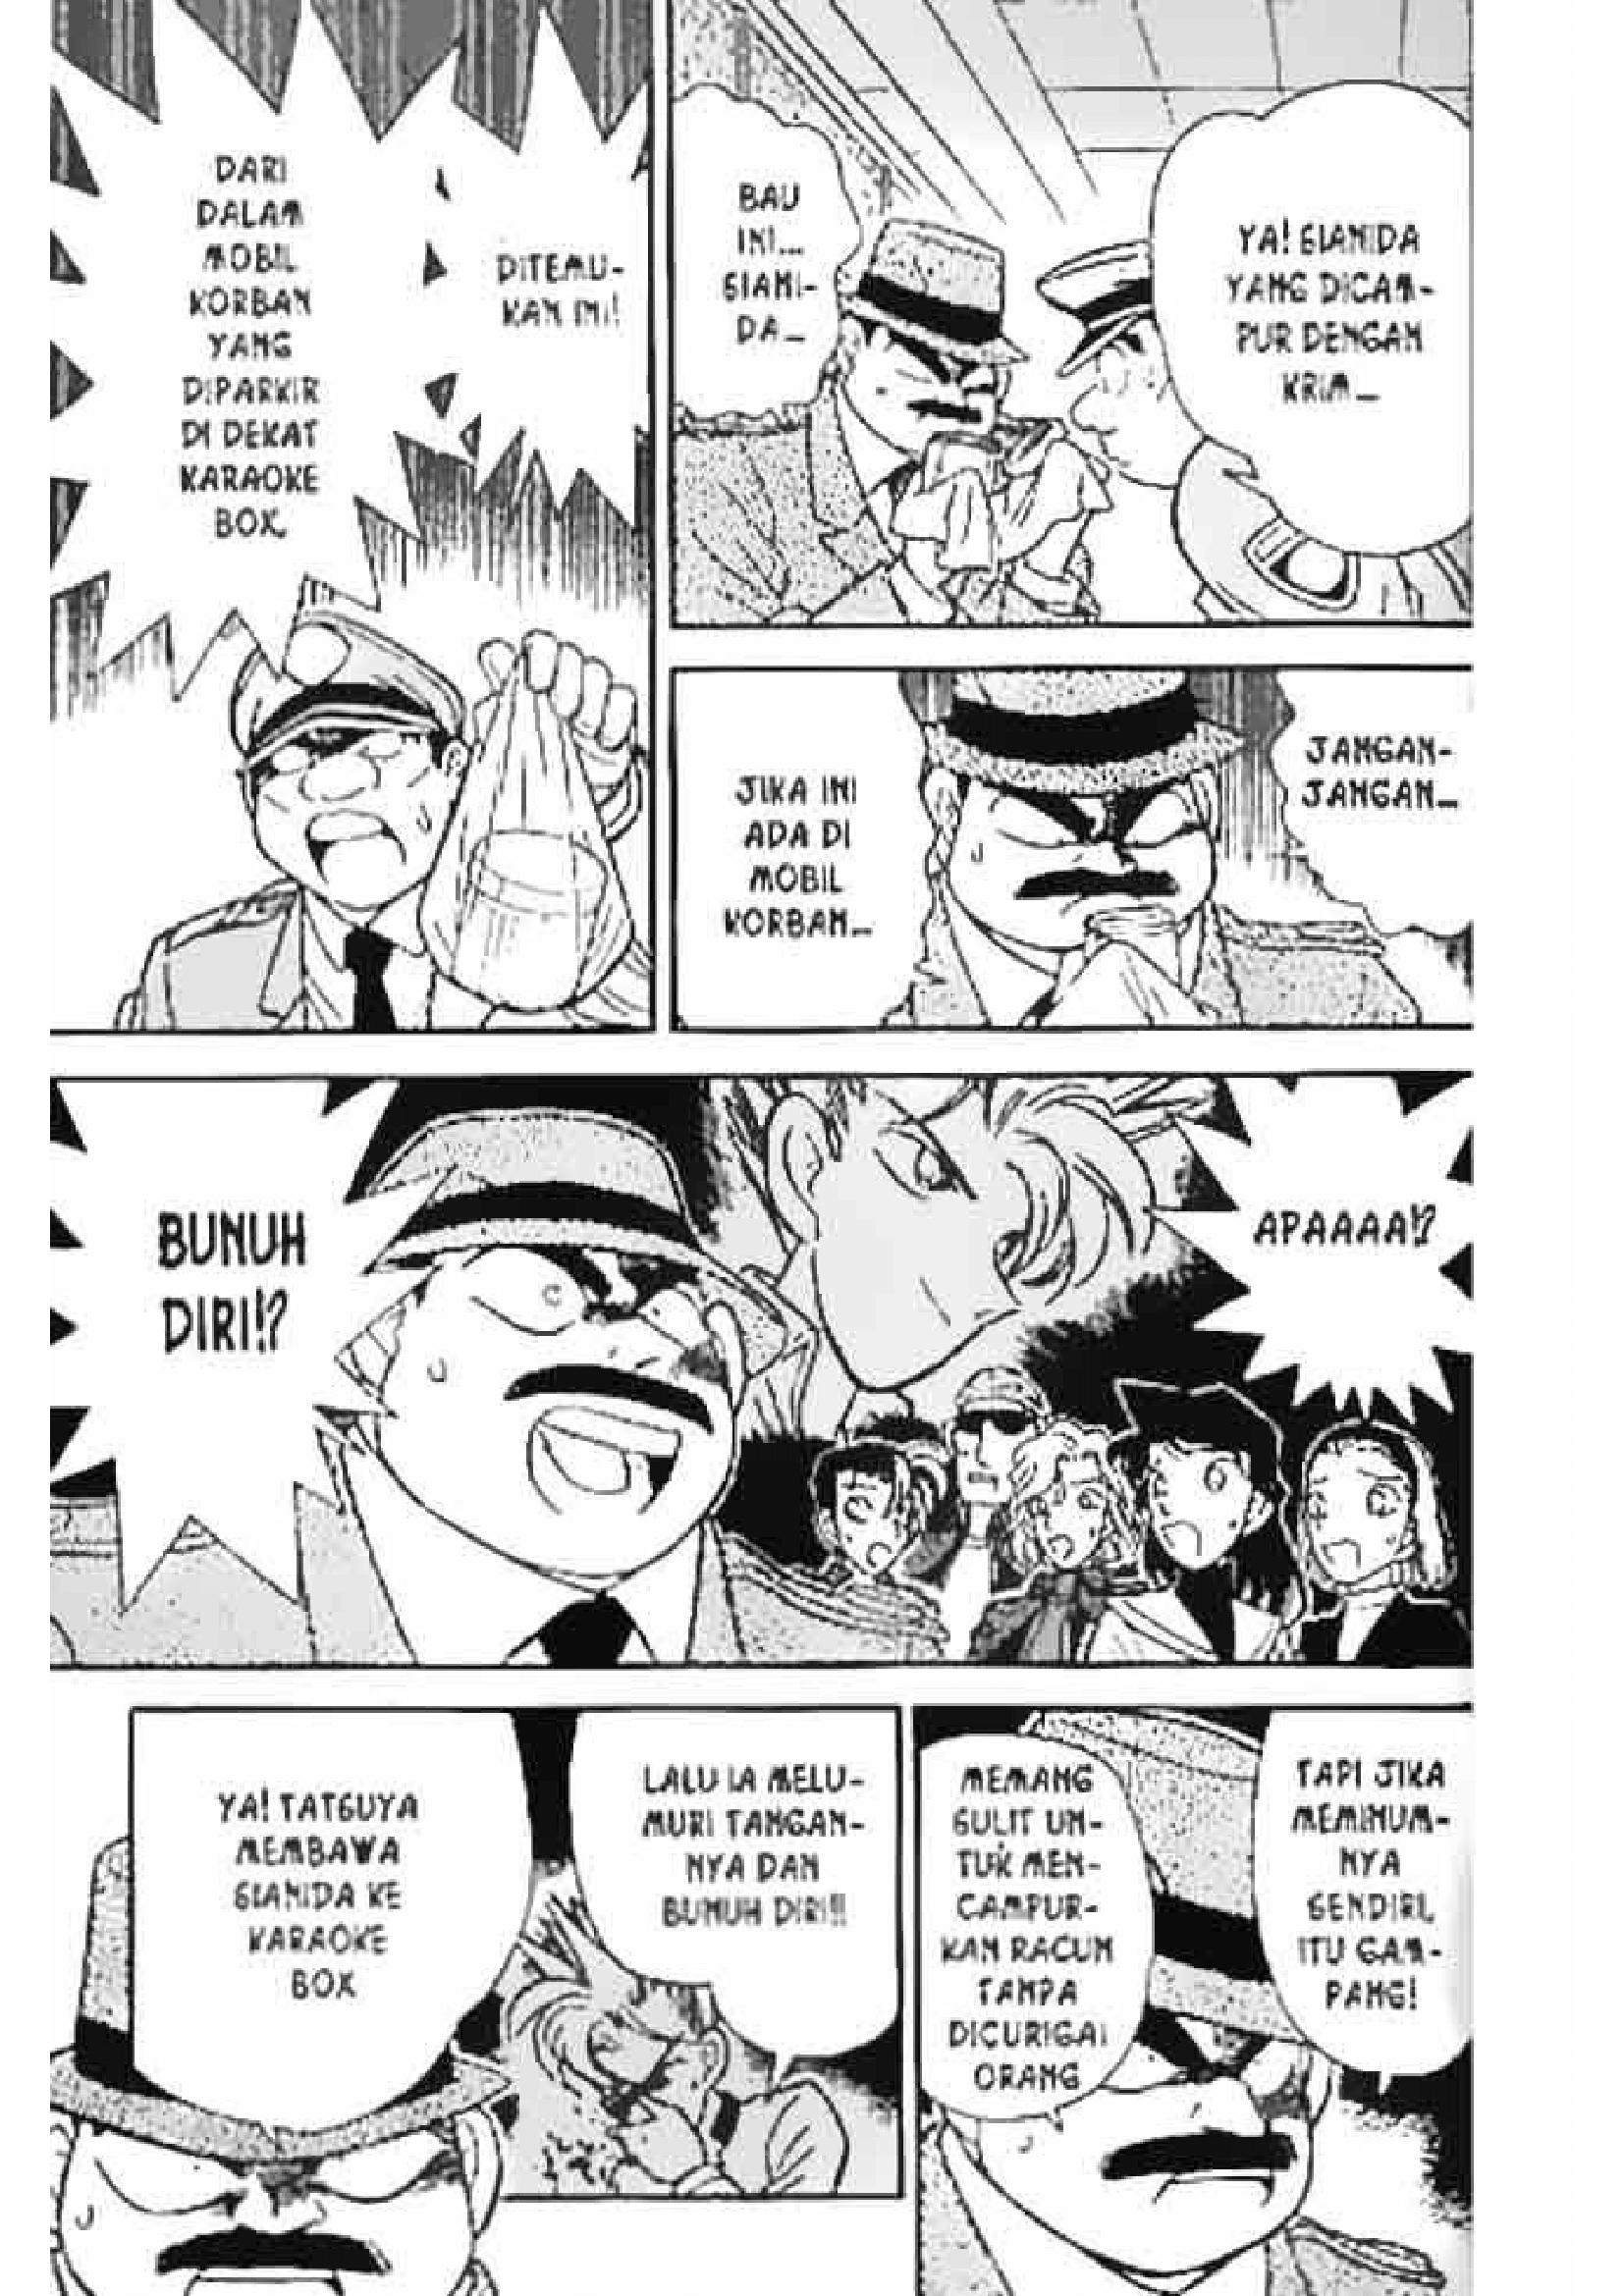 DARI
DALAM
MOBIL
KORBAN
YANG
DIPARKIR
DI DEKAT
KARAOKE
BOX.
DITEMU-
KAN INI!
BAU
INI...
SIANI-
DA...
YA! SIANIDA
YANG DICAM-
PUR DENGAN
KRIM...
JIKA INI
ADA DI
MOBIL
KORBAN...
JANGAN-
JANGAN...
BUNUH
DIRI!?
APAAAA!?
YA! TATSUYA
MEMBAWA
SIANIDA KE
KARAOKE
BOX
LALU IA MELU-
MURI TANGAN-
NYA DAN
BUNUH DIRI!!
MEMANG
SULIT UN-
TUK MEN-
CAMPUR-
KAN RACUN
TANPA
DICURIGAI
ORANG
TAPI JIKA
MEMINUM-
NYA
SENDIRI,
ITU GAM-
PANG!